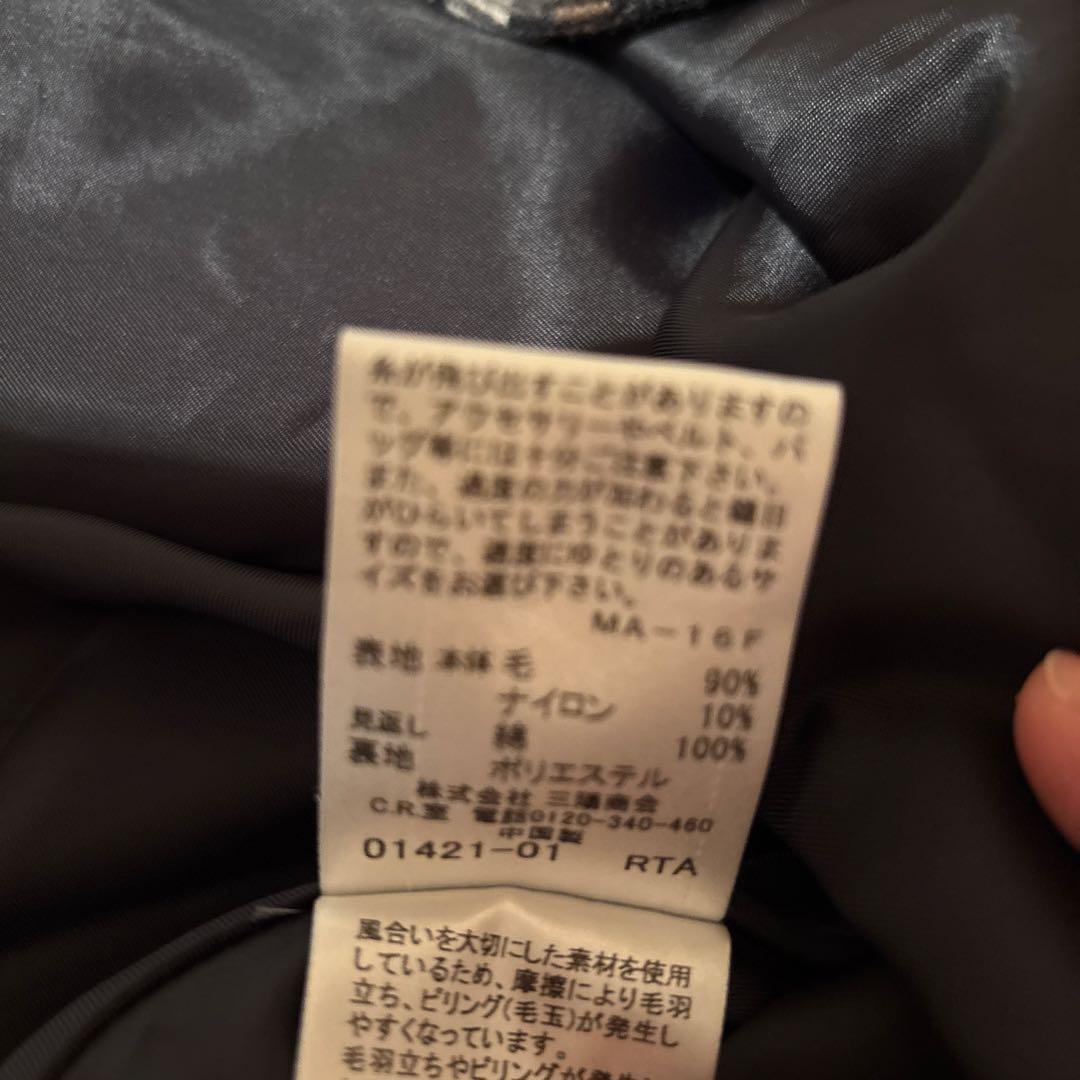 糸が飛び出すことがありますの
で、アクセサリーやベルト、バ
ッグ等には十分ご注意下さい。
また、過度の力が加わると縫目
がひらいてしまうことがありま
すので、適度にゆとりのあるサ
イズをお選び下さい。
MA-16F
表地 本体 毛 90%
ナイロン 10%
見返し 綿 100%
裏地 ポリエステル
株式会社 三陽商会
C.R.室 電話0120-340-460
中国製
01421-01 RTA
風合いを大切にした素材を使用
しているため、摩擦により毛羽
立ち、ピリング(毛玉)が発生し
やすくなっています。
毛羽立ちやピリングが発生し